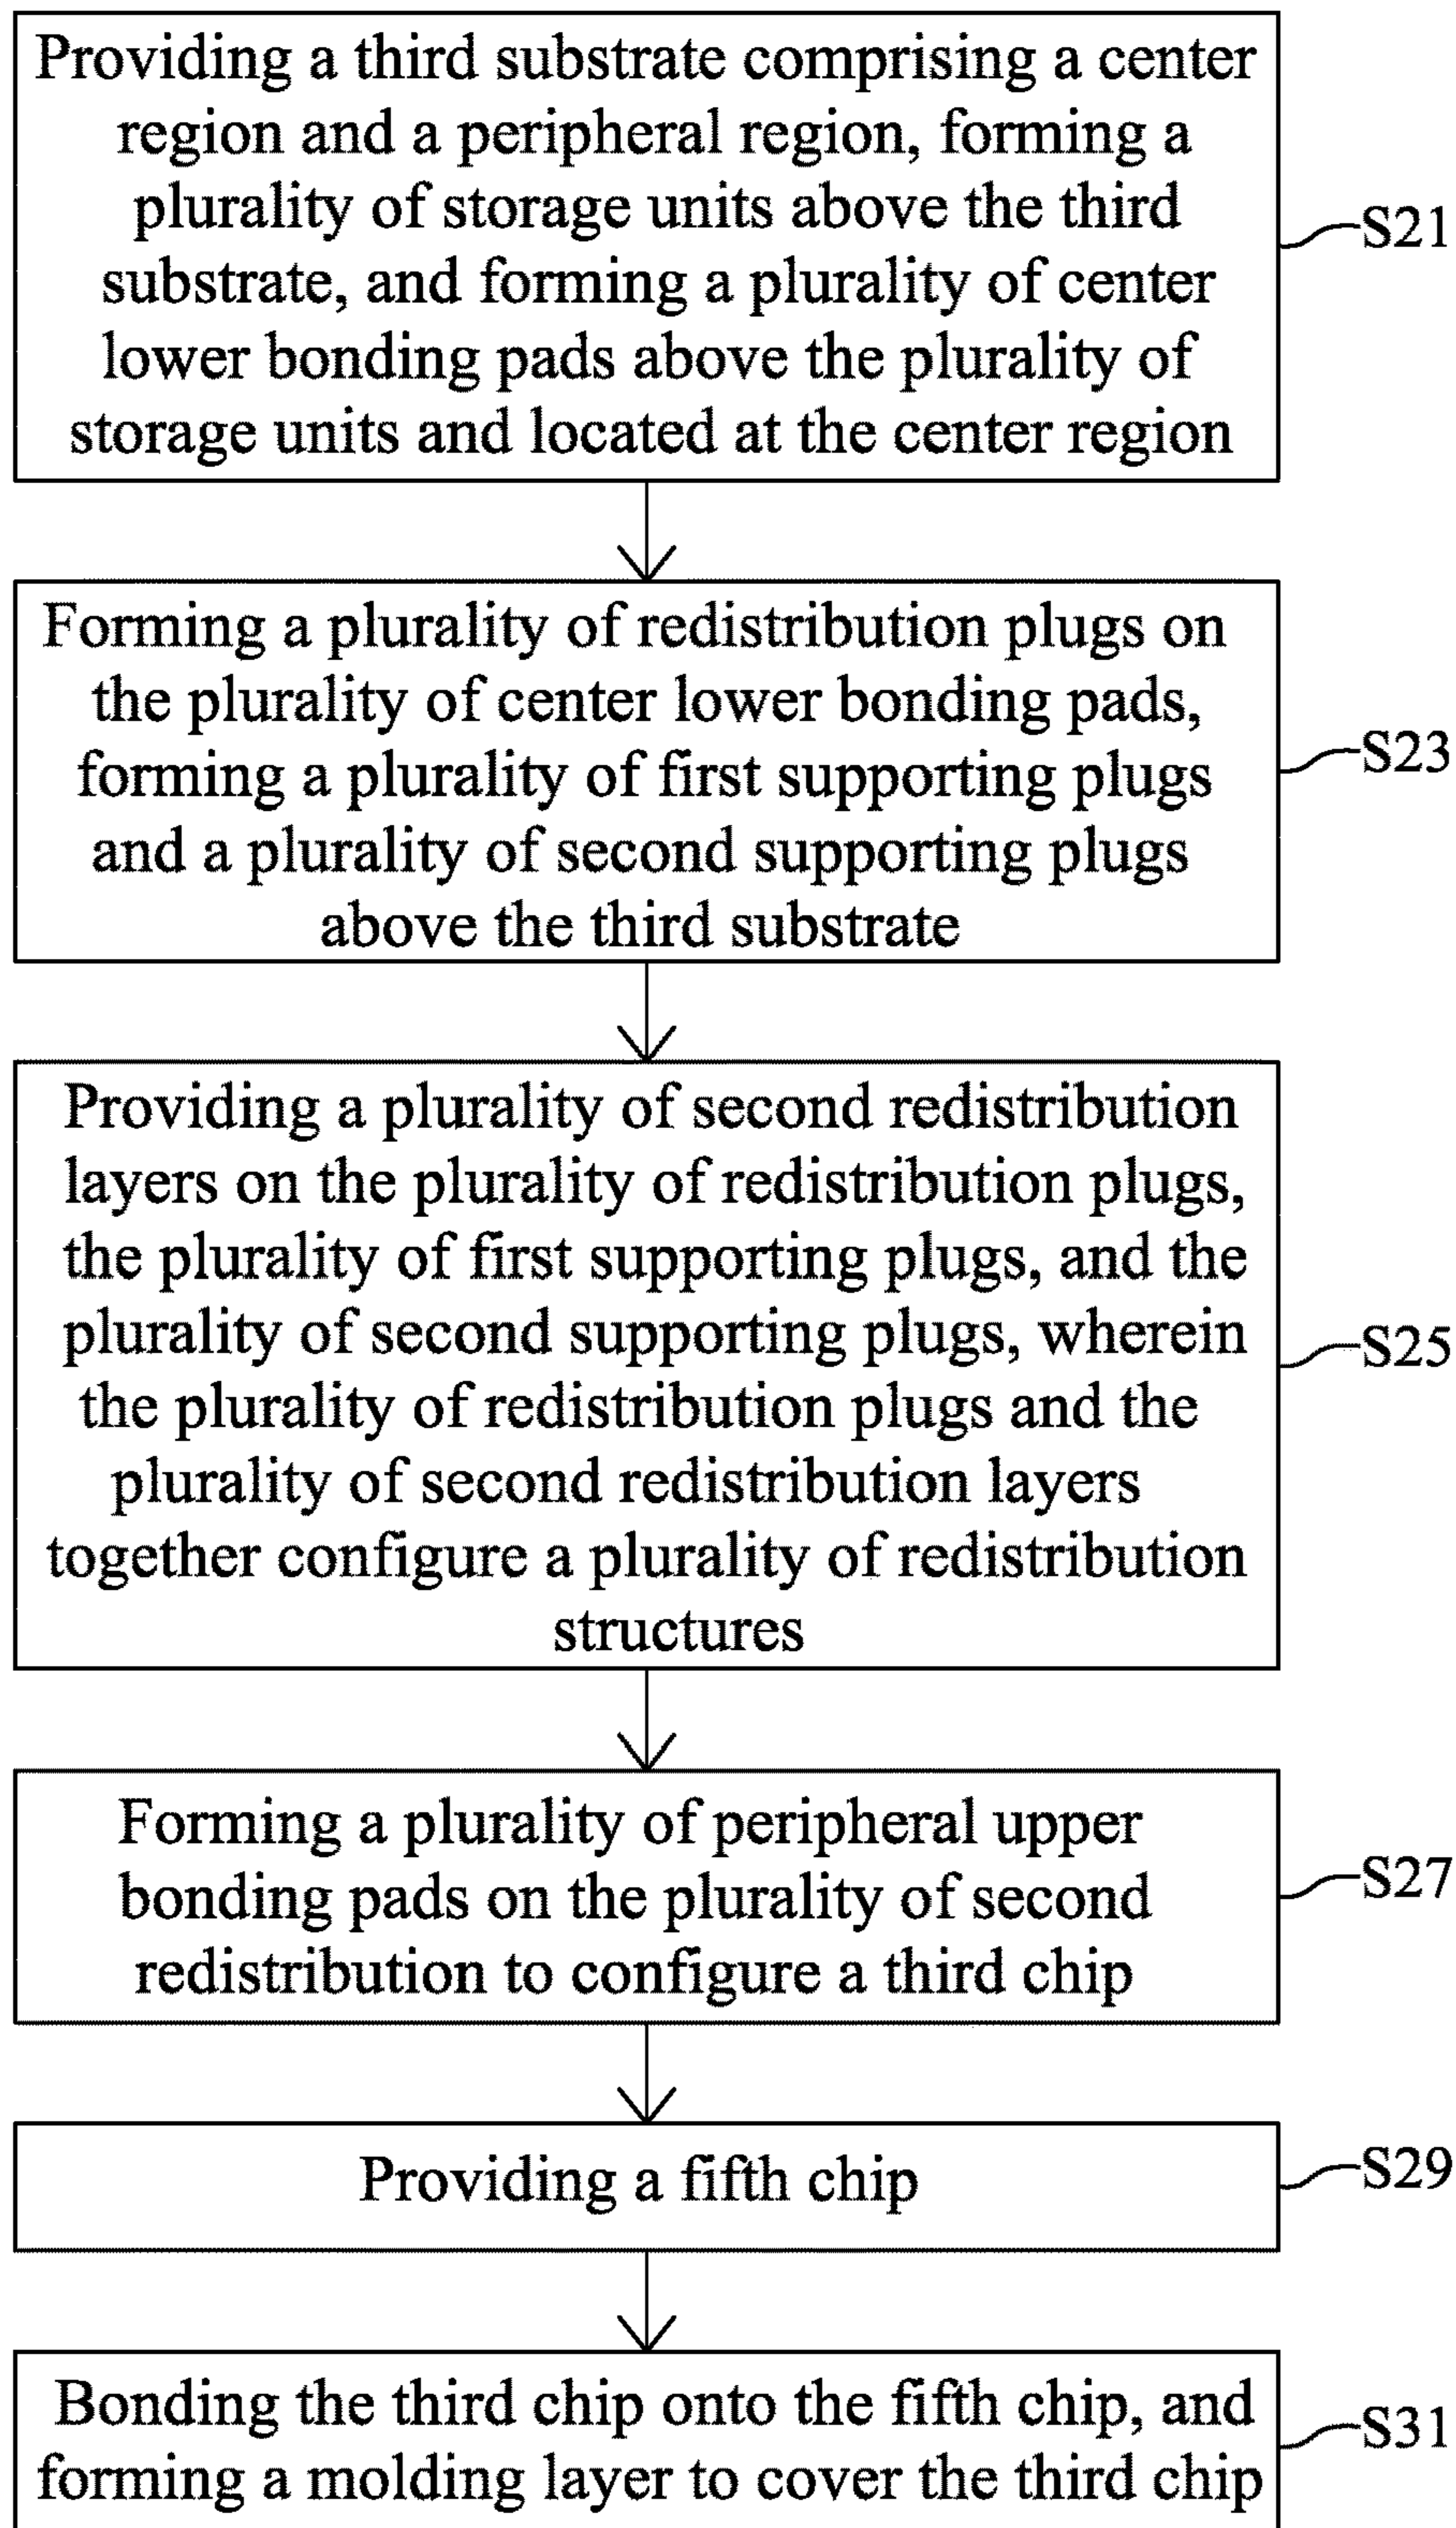 Providing a third substrate comprising a center
region and a peripheral region, forming a
plurality of storage units above the third
substrate, and forming a plurality of center
lower bonding pads above the plurality of
storage units and located at the center region
S21
Forming a plurality of redistribution plugs on
the plurality of center lower bonding pads,
forming a plurality of first supporting plugs
and a plurality of second supporting plugs
above the third substrate
S23
Providing a plurality of second redistribution
layers on the plurality of redistribution plugs,
the plurality of first supporting plugs, and the
plurality of second supporting plugs, wherein
the plurality of redistribution plugs and the
plurality of second redistribution layers
together configure a plurality of redistribution
structures
S25
Forming a plurality of peripheral upper
bonding pads on the plurality of second
redistribution to configure a third chip
S27
Providing a fifth chip
S29
Bonding the third chip onto the fifth chip, and
forming a molding layer to cover the third chip
S31